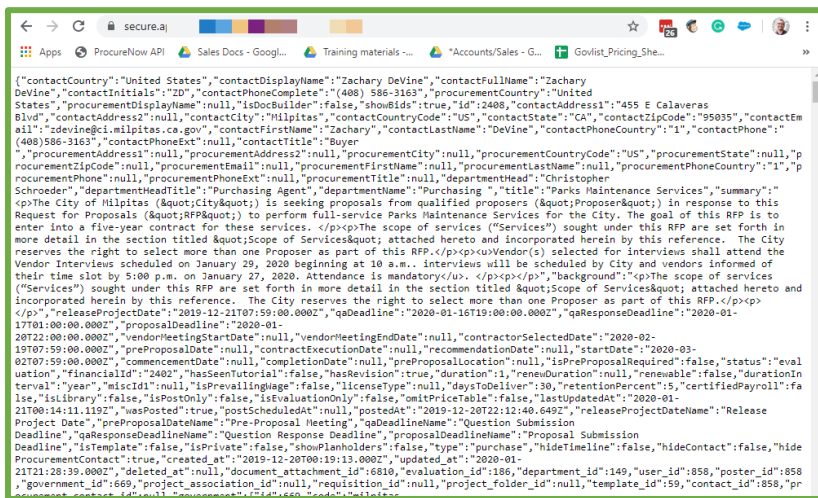 secure.a
26
Apps
ProcureNow API
Sales Docs - Googl...
Training materials -...
*Accounts/Sales - G...
Govlist_Pricing_She...
»
{"contactCountry":"United States","contactDisplayName":"Zachary DeVine","contactFullName":"Zachary
DeVine","contactInitials":"ZD","contactPhoneComplete":"(408) 586-3163","procurementCountry":"United
States","procurementDisplayName":null,"isDocBuilder":false,"showBids":true,"id":2408,"contactAddress1":"455 E Calaveras
Blvd","contactAddress2":null,"contactCity":"Milpitas","contactCountryCode":"US","contactState":"CA","contactZipCode":"95035","contactEm
ail":"zdevine@ci.milpitas.ca.gov","contactFirstName":"Zachary","contactLastName":"DeVine","contactPhoneCountry":"1","contactPhone":"
(408)586-3163","contactPhoneExt":null,"contactTitle":"Buyer
","procurementAddress1":null,"procurementAddress2":null,"procurementCity":null,"procurementCountryCode":"US","procurementState":null,"p
rocurementZipCode":null,"procurementEmail":null,"procurementFirstName":null,"procurementLastName":null,"procurementPhoneCountry":"1","p
rocurementPhone":null,"procurementPhoneExt":null,"procurementTitle":null,"departmentHead":"Christopher
Schroeder","departmentHeadTitle":"Purchasing Agent","departmentName":"Purchasing ","title":"Parks Maintenance Services","summary":"
<p>The City of Milpitas (&quot;City&quot;) is seeking proposals from qualified proposers (&quot;Proposer&quot;) in response to this
Request for Proposals (&quot;RFP&quot;) to perform full-service Parks Maintenance Services for the City. The goal of this RFP is to
enter into a five-year contract for these services. </p><p>The scope of services (“Services”) sought under this RFP are set forth in
more detail in the section titled &quot;Scope of Services&quot; attached hereto and incorporated herein by this reference.  The City
reserves the right to select more than one Proposer as part of this RFP.</p><p><u>Vendor(s) selected for interviews shall attend the
Vendor Interviews scheduled on January 29, 2020 beginning at 10 a.m.. interviews will be scheduled by City and vendors informed of
their time slot by 5:00 p.m. on January 27, 2020. Attendance is mandatory</u>. </p><p></p>","background":"<p>The scope of services
(“Services”) sought under this RFP are set forth in more detail in the section titled &quot;Scope of Services&quot; attached hereto and
incorporated herein by this reference.  The City reserves the right to select more than one Proposer as part of this RFP.</p><p>
</p>","releaseProjectDate":"2019-12-21T07:59:00.000Z","qaDeadline":"2020-01-16T19:00:00.000Z","qaResponseDeadline":"2020-01-
17T01:00:00.000Z","proposalDeadline":"2020-01-
20T22:00:00.000Z","vendorMeetingStartDate":null,"vendorMeetingEndDate":null,"contractorSelectedDate":"2020-02-
19T07:59:00.000Z","preProposalDate":null,"contractExecutionDate":null,"recommendationDate":null,"startDate":"2020-03-
02T07:59:00.000Z","commencementDate":null,"completionDate":null,"preProposalLocation":null,"isPreProposalRequired":false,"status":"eval
uation","financialId":"2402","hasSeenTutorial":false,"hasRevision":true,"duration":1,"renewDuration":null,"renewable":false,"durationIn
terval":"year","miscId1":null,"isPrevailingWage":false,"licenseType":null,"daysToDeliver":30,"retentionPercent":5,"certifiedPayroll":fa
lse,"isLibrary":false,"isPostOnly":false,"isEvaluationOnly":false,"omitPriceTable":false,"lastUpdatedAt":"2020-01-
21T00:14:11.119Z","wasPosted":true,"postScheduledAt":null,"postedAt":"2019-12-20T22:12:40.649Z","releaseProjectDateName":"Release
Project Date","preProposalDateName":"Pre-Proposal Meeting","qaDeadlineName":"Question Submission
Deadline","qaResponseDeadlineName":"Question Response Deadline","proposalDeadlineName":"Proposal Submission
Deadline","isTemplate":false,"isPrivate":false,"showPlanholders":false,"type":"purchase","hideTimeline":false,"hideContact":false,"hide
ProcurementContact":true,"created_at":"2019-12-20T00:19:13.000Z","updated_at":"2020-01-
21T21:28:39.000Z","deleted_at":null,"document_attachment_id":6810,"evaluation_id":186,"department_id":149,"user_id":858,"poster_id":858
,"government_id":669,"project_association_id":null,"requisition_id":null,"project_folder_id":null,"template_id":59,"contact_id":858,"pr